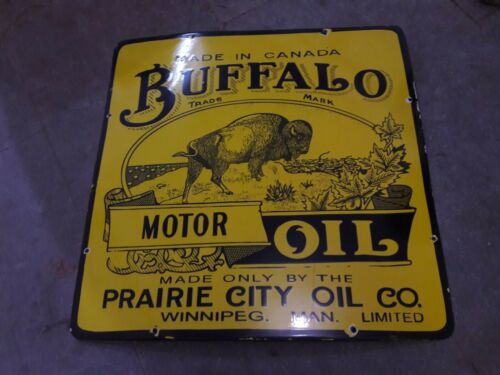 MADE IN CANADA
BUFFALO
TRADE MARK
MOTOR OIL
MADE ONLY BY THE
PRAIRIE CITY OIL CO.
WINNIPEG. MAN. LIMITED